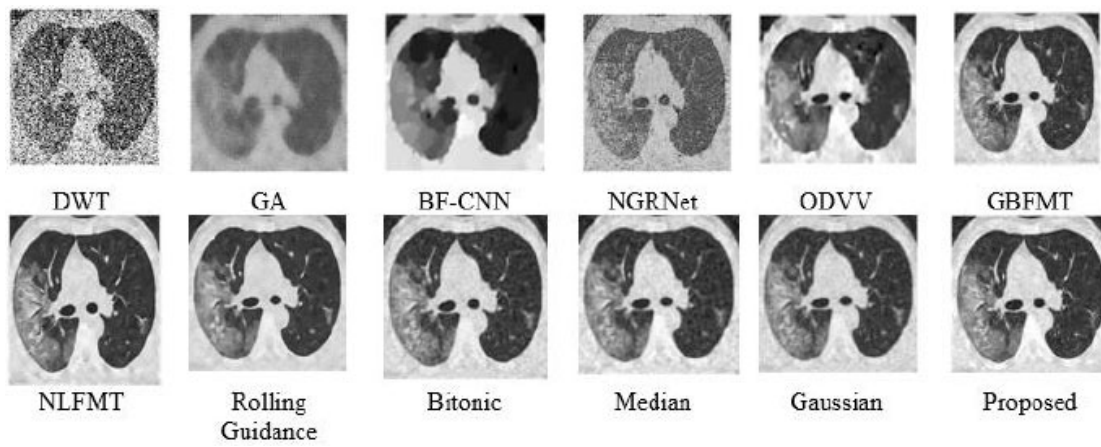 DWT GA BF-CNN NGRNet ODVV GBFMT
NLFMT Rolling Guidance Bitonic Median Gaussian Proposed